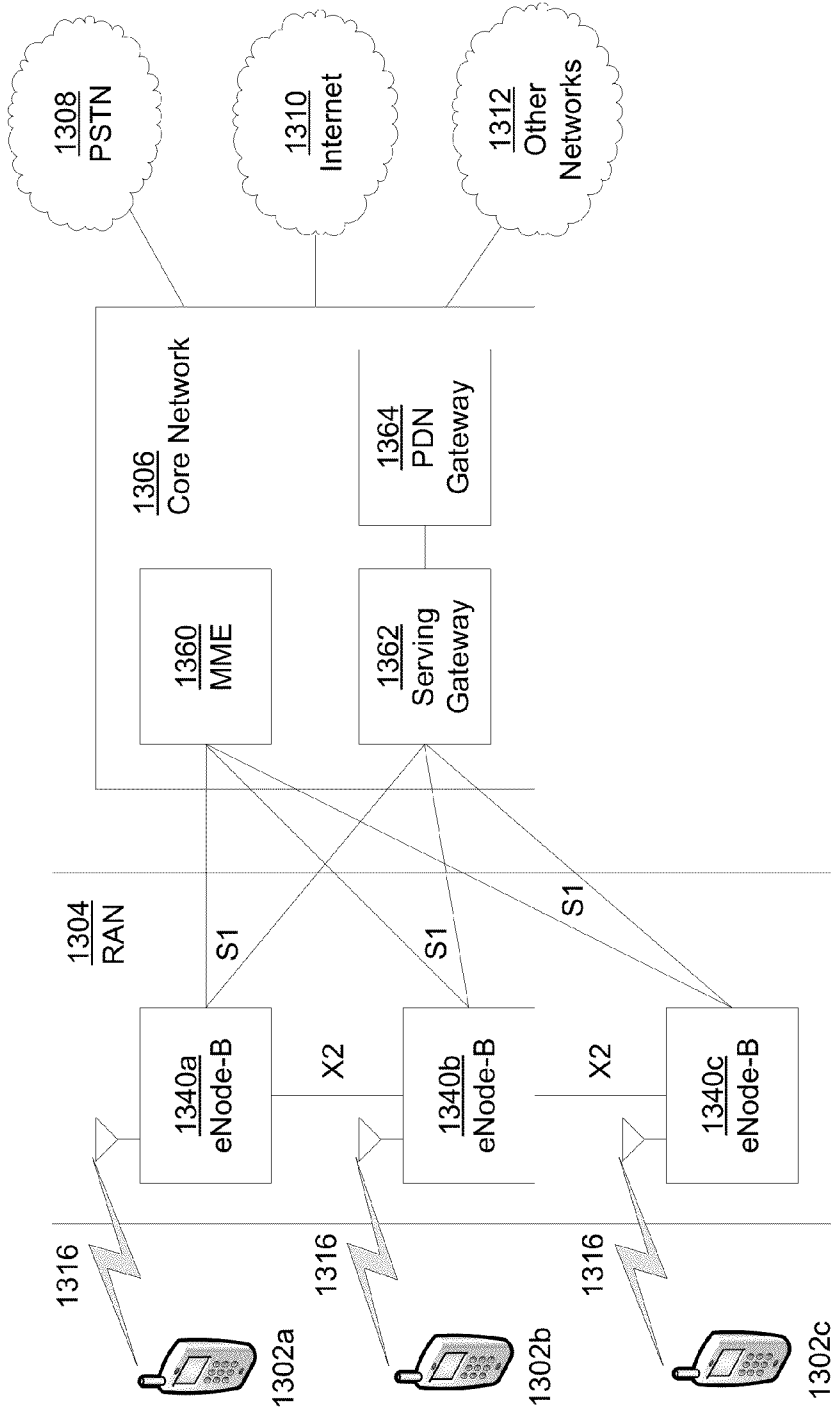 1302a
1316
1302b
1316
1302c
1316
1304
RAN
1340a
eNode-B
X2
1340b
eNode-B
X2
1340c
eNode-B
S1
S1
S1
1306
Core Network
1360
MME
1362
Serving
Gateway
1364
PDN
Gateway
1308
PSTN
1310
Internet
1312
Other
Networks